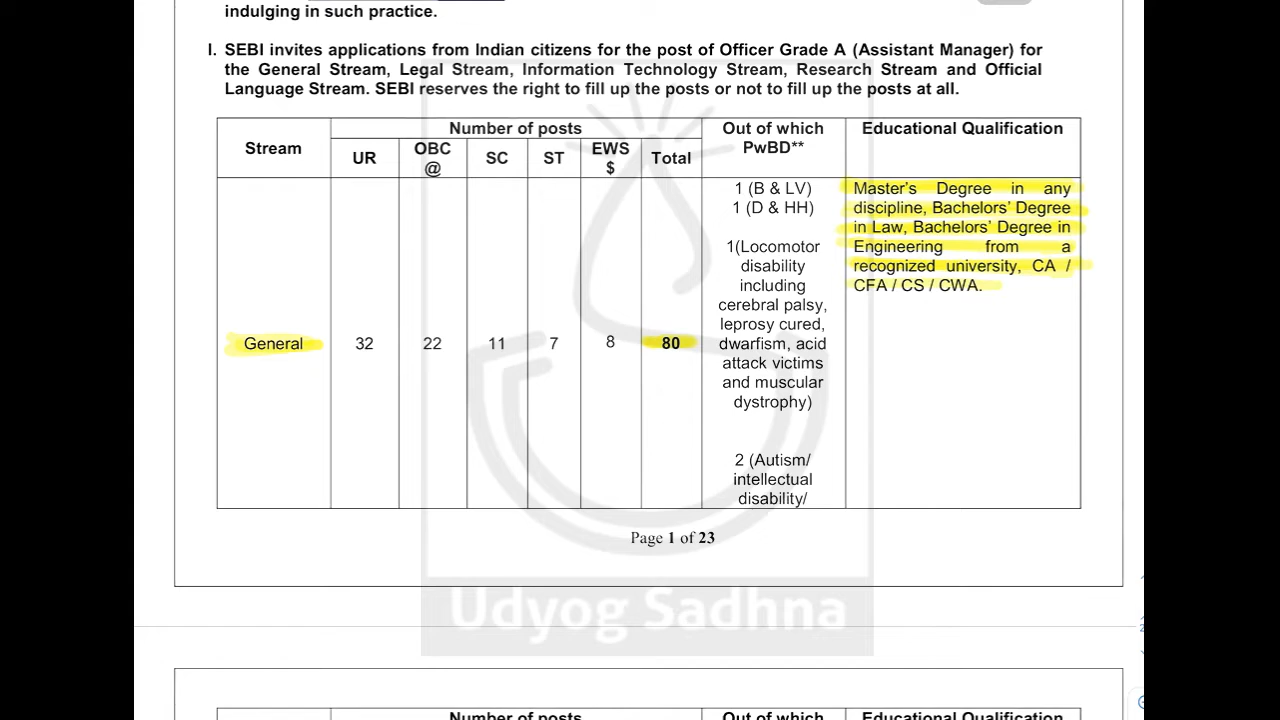 indulging in such practice.
I. SEBI invites applications from Indian citizens for the post of Officer Grade A (Assistant Manager) for
the General Stream, Legal Stream, Information Technology Stream, Research Stream and Official
Language Stream. SEBI reserves the right to fill up the posts or not to fill up the posts at all.
Stream
Number of posts
Out of which
PwBD**
Educational Qualification
UR
OBC
@
SC
ST
EWS
$
Total
General
32
22
11
7
8
80
1 (B & LV)
1 (D & HH)
1(Locomotor
disability
including
cerebral palsy,
leprosy cured,
dwarfism, acid
attack victims
and muscular
dystrophy)
2 (Autism/
intellectual
disability/
Master's Degree in any
discipline, Bachelors' Degree
in Law, Bachelors' Degree in
Engineering from a
recognized university, CA /
CFA / CS / CWA.
Page 1 of 23
Udyog Sadhna
Number of posts
Out of which
Educational Qualification